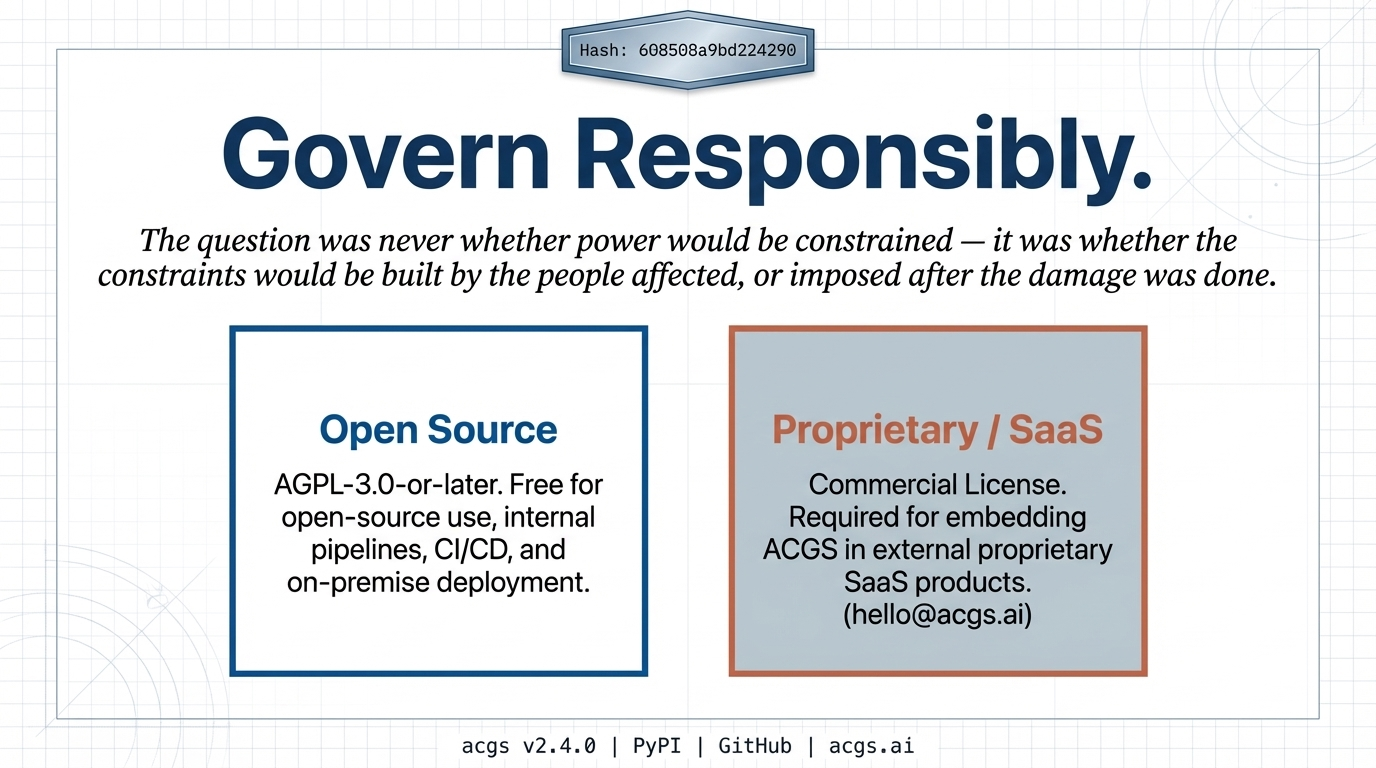 Hash: 608508a9bd224290
Govern Responsibly.
The question was never whether power would be constrained — it was whether the
constraints would be built by the people affected, or imposed after the damage was done.
Open Source
AGPL-3.0-or-later. Free for
open-source use, internal
pipelines, CI/CD, and
on-premise deployment.
Proprietary / SaaS
Commercial License.
Required for embedding
ACGS in external proprietary
SaaS products.
(hello@acgs.ai)
acgs v2.4.0 | PyPI | GitHub | acgs.ai